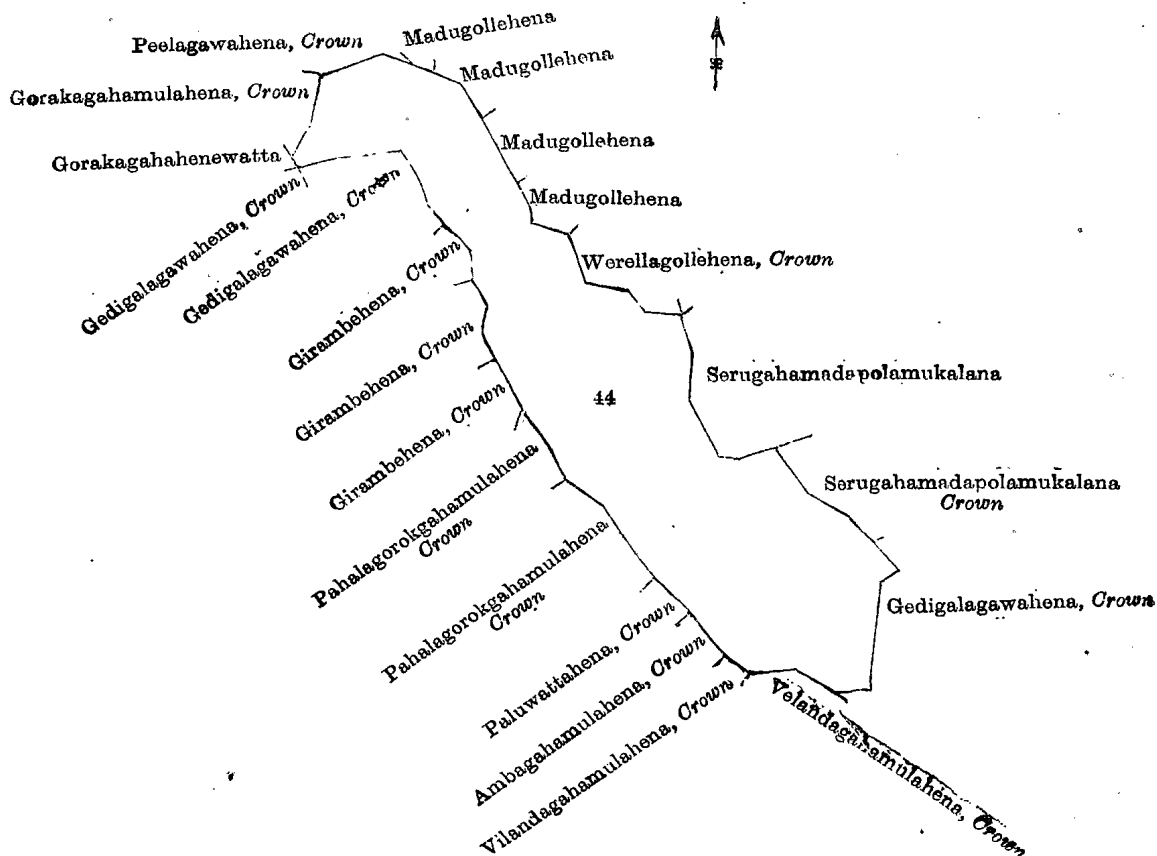 Peelagawahena, Crown
Madugollehena
Madugollehena
Gorakagahamulahena, Crown
Madugollehena
Gorakagahahenewatta
Madugollehena
Gedigalagawahena, Crown
Gedigalagawahena, Crown
Werellagollehena, Crown
Girambehena, Crown
Girambehena, Crown
Girambehena, Crown
44
Serugahamadapolamukalana
Serugahamadapolamukalana
Crown
Pahalagorokgahamulahena
Crown
Pahalagorokgahamulahena
Crown
Gedigalagawahena, Crown
Paluwattahena, Crown
Ambagahamulahena, Crown
Vilandagahamulahena, Crown
Velandagahamulahena, Crown